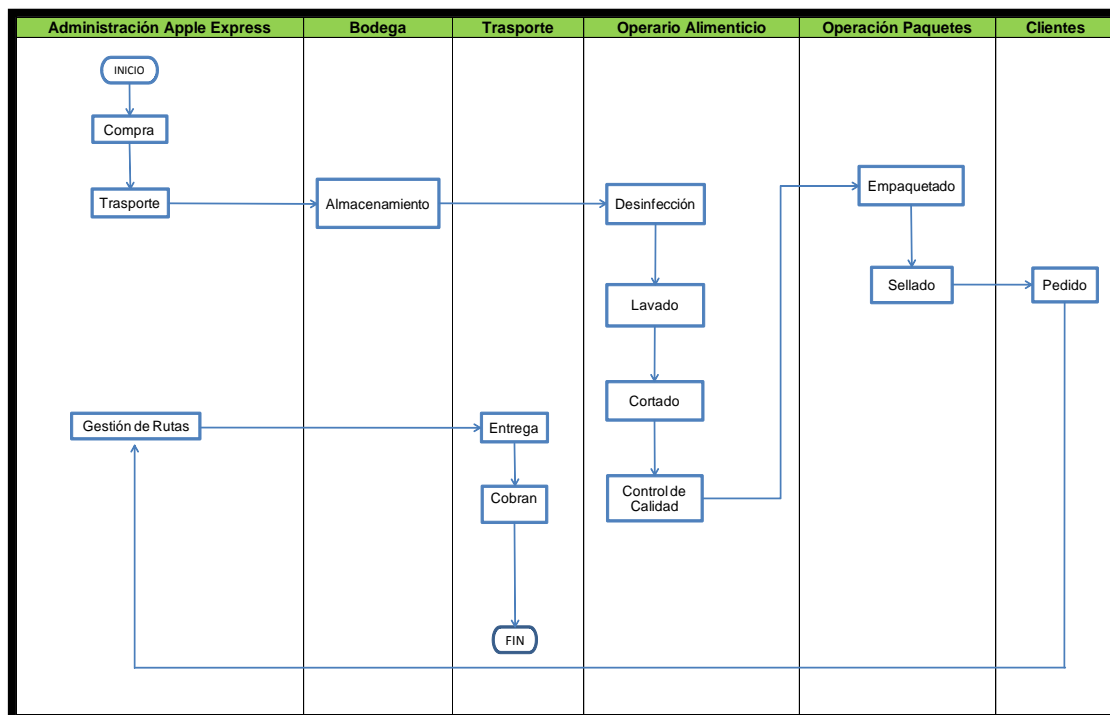 Administración Apple Express
Bodega
Trasporte
Operario Alimenticio
Operación Paquetes
Clientes
INICIO
Compra
Trasporte
Almacenamiento
Desinfección
Empaquetado
Sellado
Pedido
Lavado
Cortado
Control de
Calidad
Gestión de Rutas
Entrega
Cobran
FIN